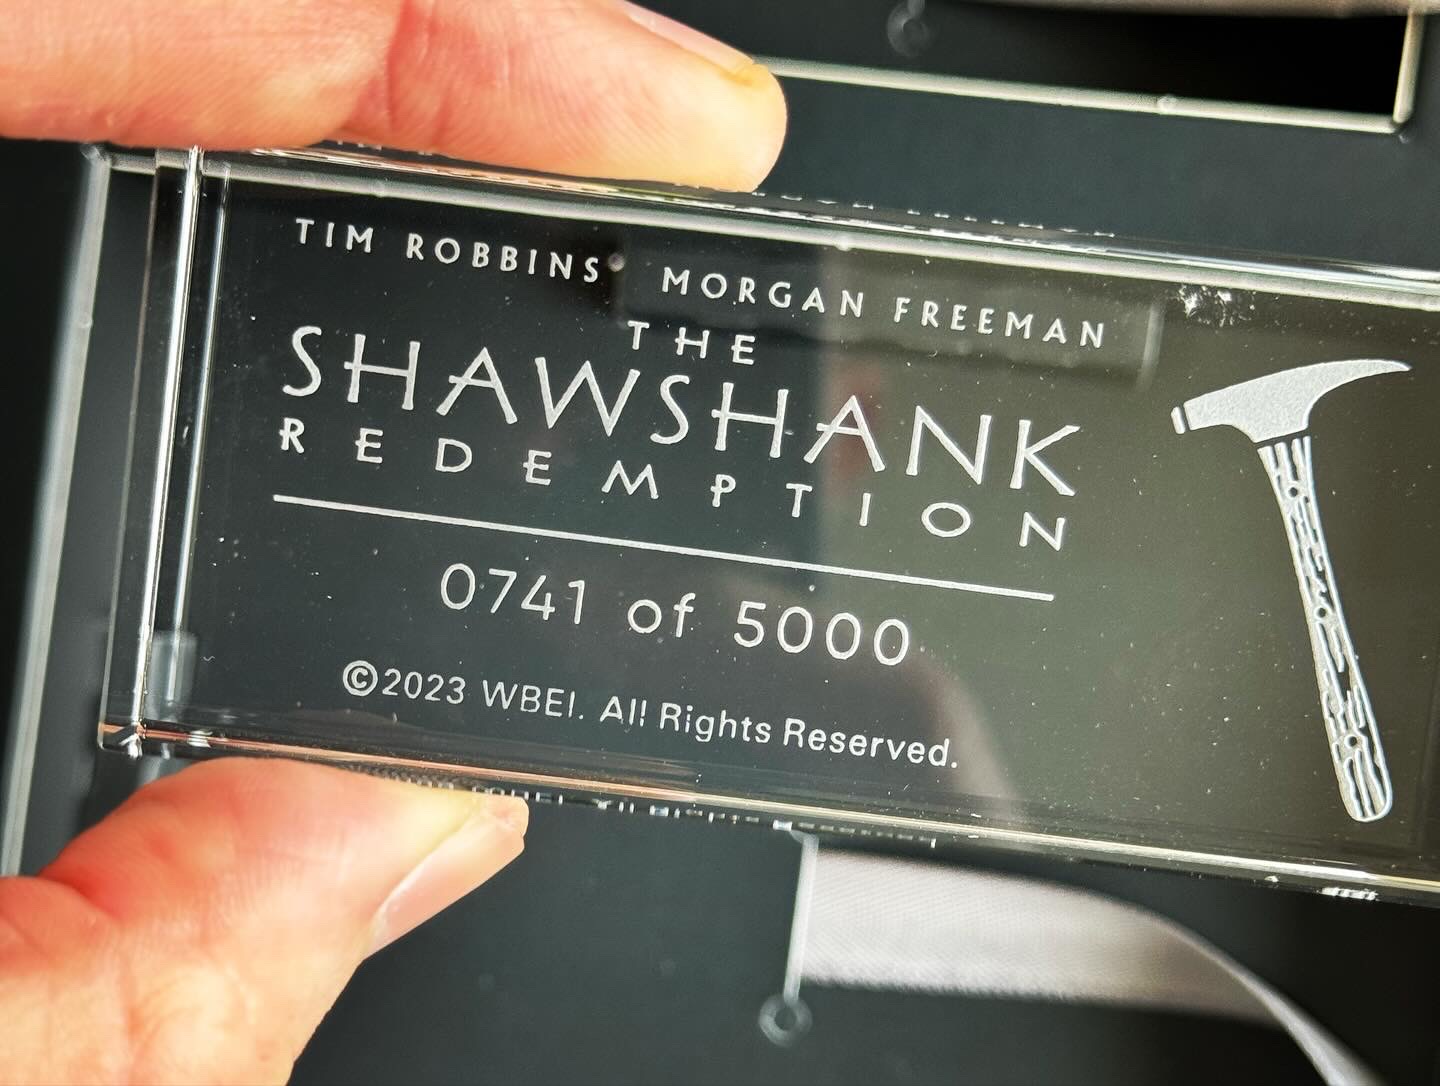 TIM ROBBINS MORGAN FREEMAN
THE
SHAWSHANK
REDEMPTION
0741 of 5000
©2023 WBEI. All Rights Reserved.